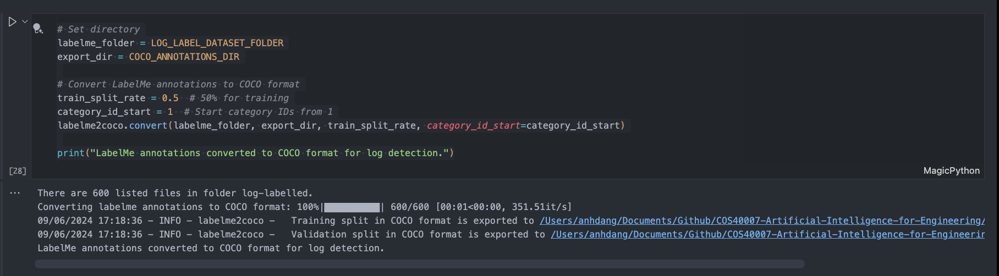 # Set directory
labelme_folder = LOG_LABEL_DATASET_FOLDER
export_dir = COCO_ANNOTATIONS_DIR
# Convert LabelMe annotations to COCO format
train_split_rate = 0.5  # 50% for training
category_id_start = 1  # Start category IDs from 1
labelme2coco.convert(labelme_folder, export_dir, train_split_rate, category_id_start=category_id_start)
print("LabelMe annotations converted to COCO format for log detection.")
[28]
MagicPython
There are 600 listed files in folder log-labelled.
Converting labelme annotations to COCO format: 100%|██████████| 600/600 [00:01<00:00, 351.51it/s]
09/06/2024 17:18:36 - INFO - labelme2coco -   Training split in COCO format is exported to /Users/anhdang/Documents/Github/COS40007-Artificial-Intelligence-for-Engineering/
09/06/2024 17:18:36 - INFO - labelme2coco -   Validation split in COCO format is exported to /Users/anhdang/Documents/Github/COS40007-Artificial-Intelligence-for-Engineerin
LabelMe annotations converted to COCO format for log detection.